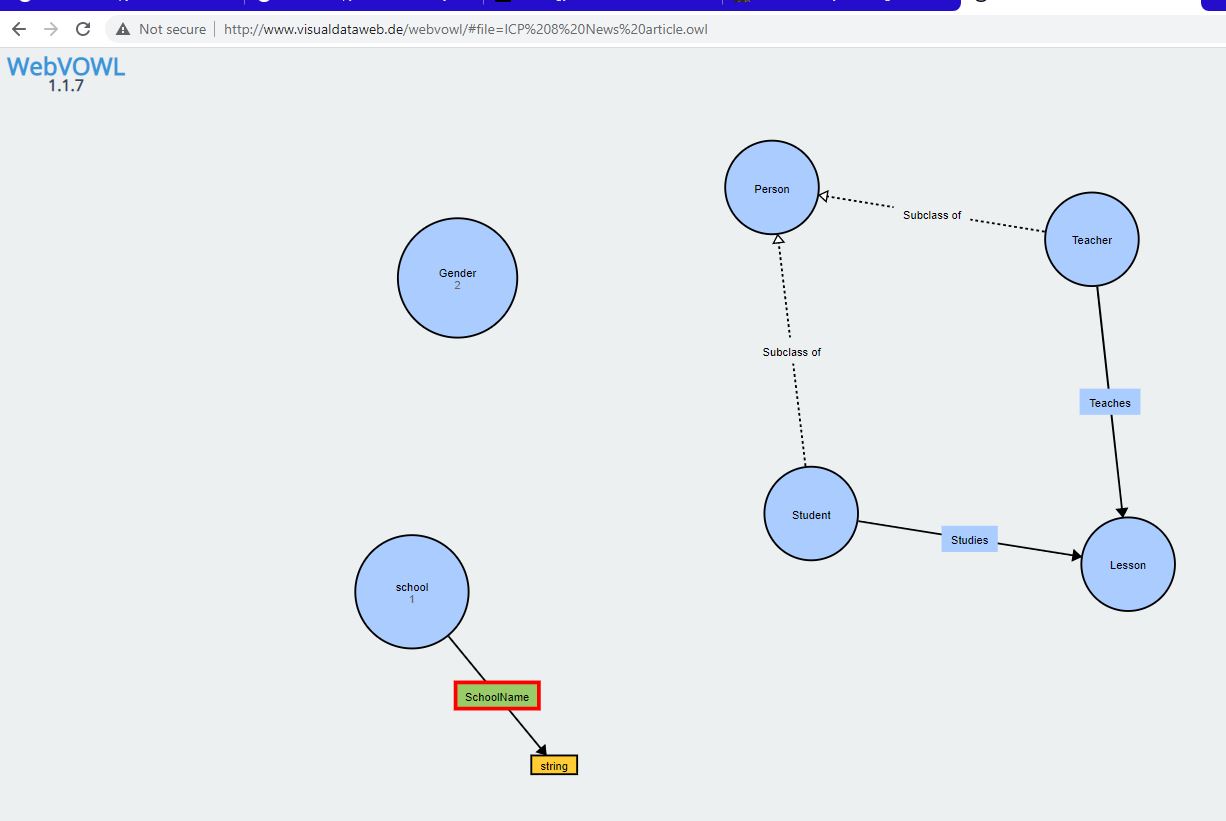 Not secure
http://www.visualdataweb.de/webvowl/#file=ICP%208%20News%20article.owl
WebVOWL
1.1.7
Person
Subclass of
Teacher
Gender
2
Subclass of
Teaches
Student
Studies
Lesson
school
1
SchoolName
string